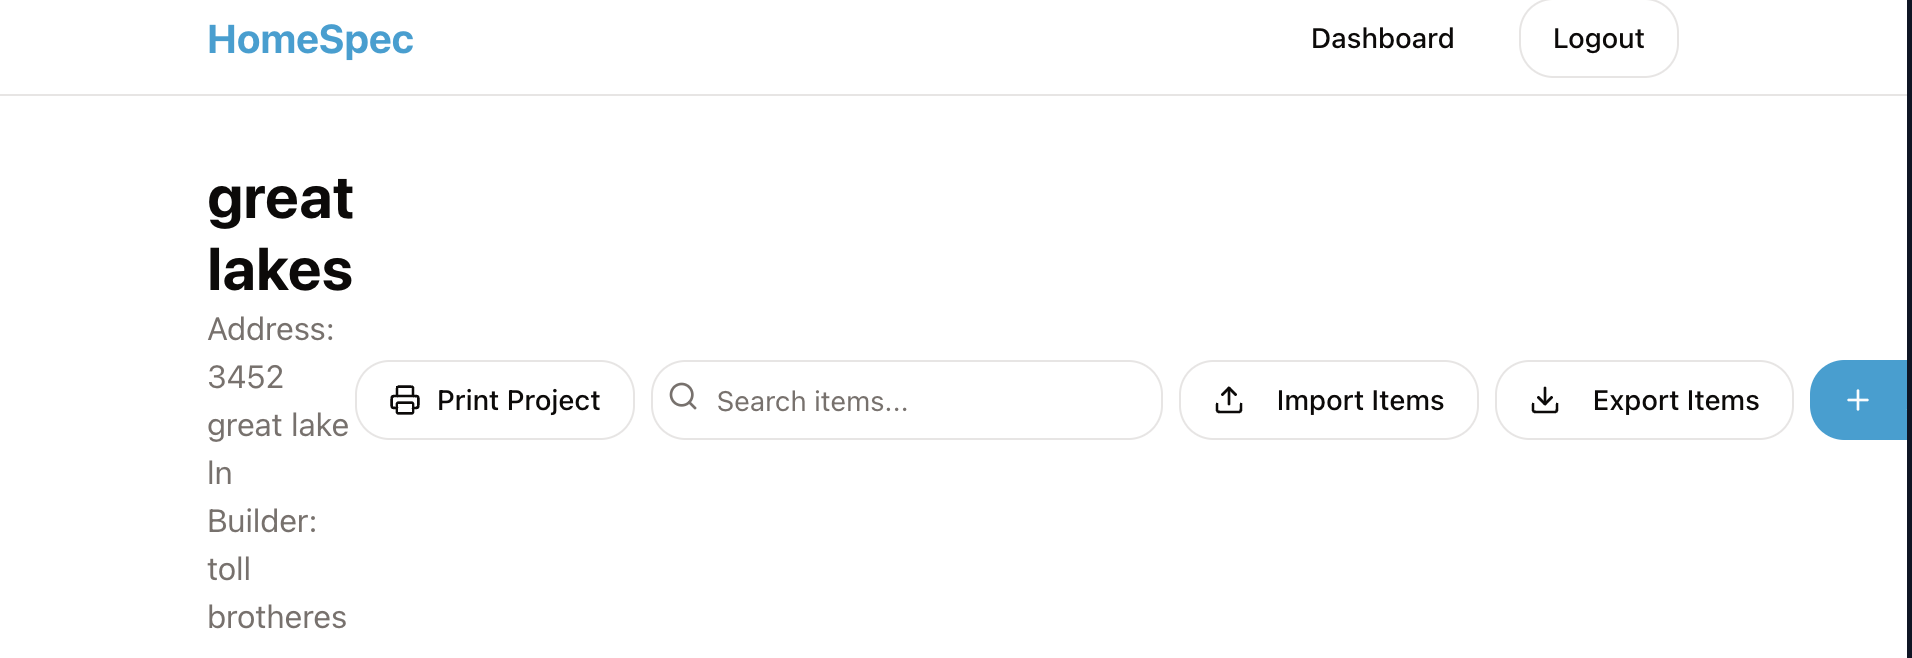 HomeSpec
Dashboard
Logout
great
lakes
Address:
3452
great lake
ln
Builder:
toll
brotheres
Print Project
Search items...
Import Items
Export Items